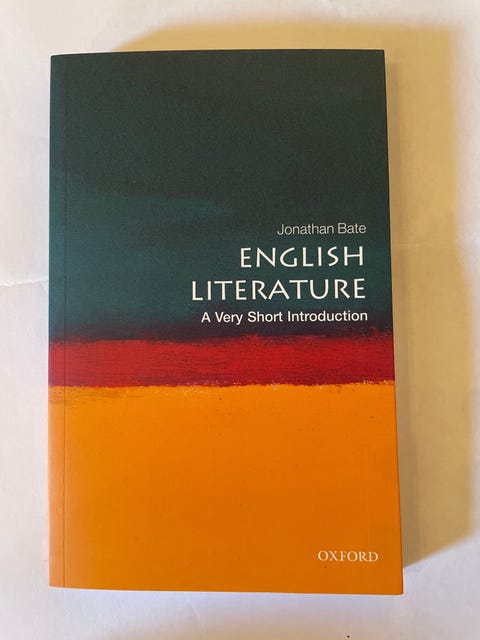 Jonathan Bate
ENGLISH
LITERATURE
A Very Short Introduction
OXFORD